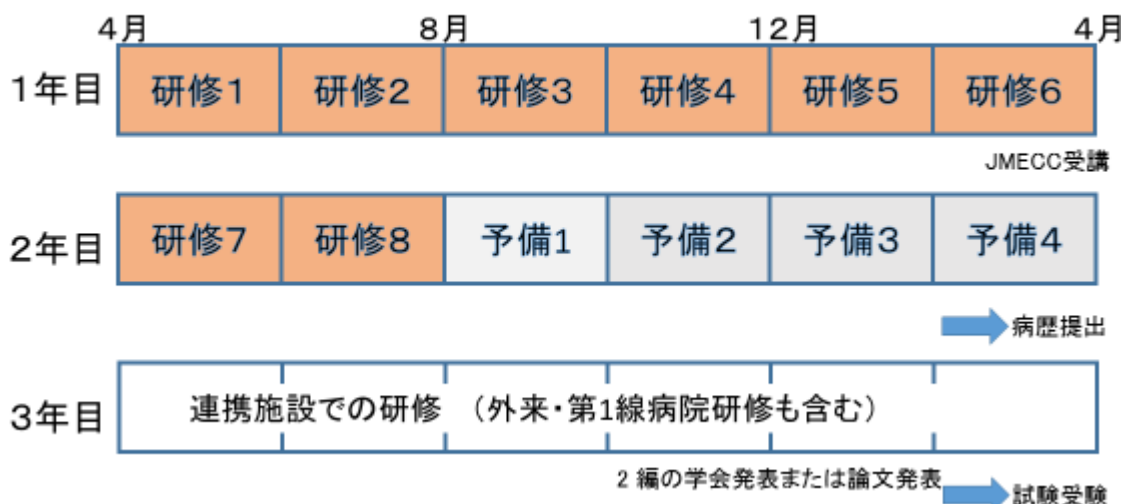 4月 8月 12月 4月
1年目 研修1 研修2 研修3 研修4 研修5 研修6
JMECC受講
2年目 研修7 研修8 予備1 予備2 予備3 予備4
病歴提出
3年目 連携施設での研修 （外来・第1線病院研修も含む）
2 編の学会発表または論文発表
試験受験